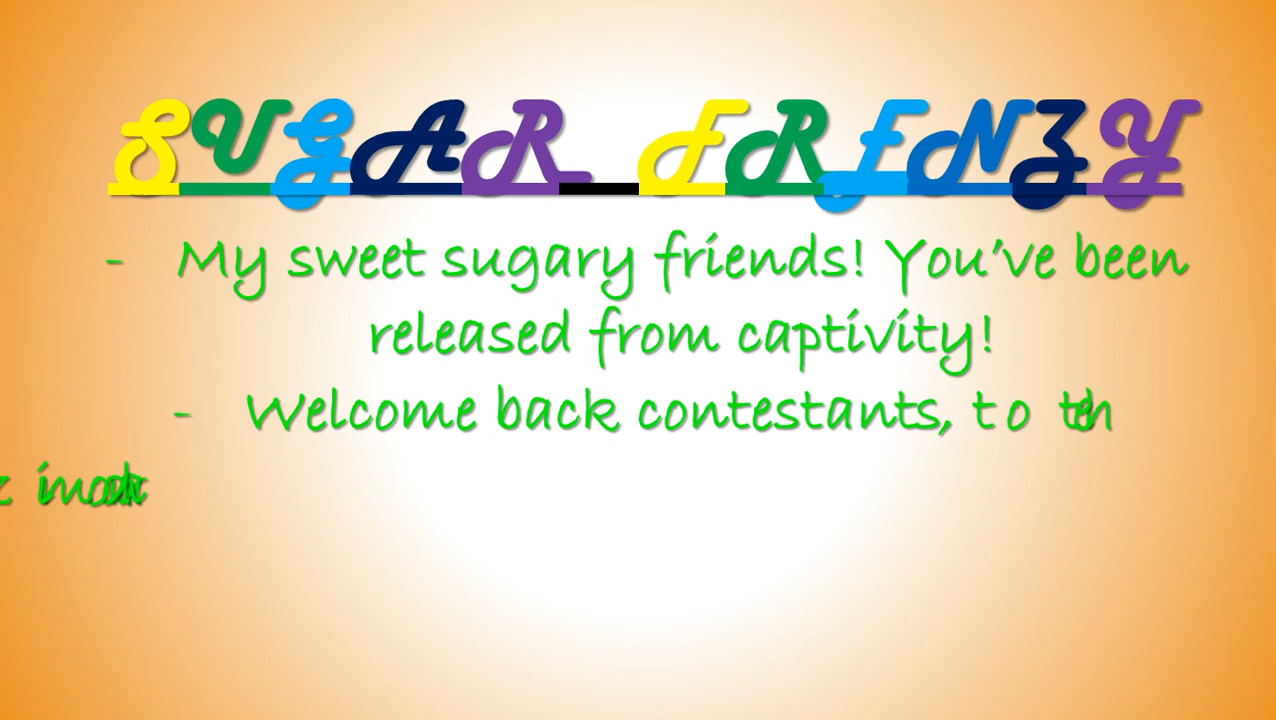 SUGAR FRENZY
- My sweet sugary friends! You’ve been
released from captivity!
- Welcome back contestants, to